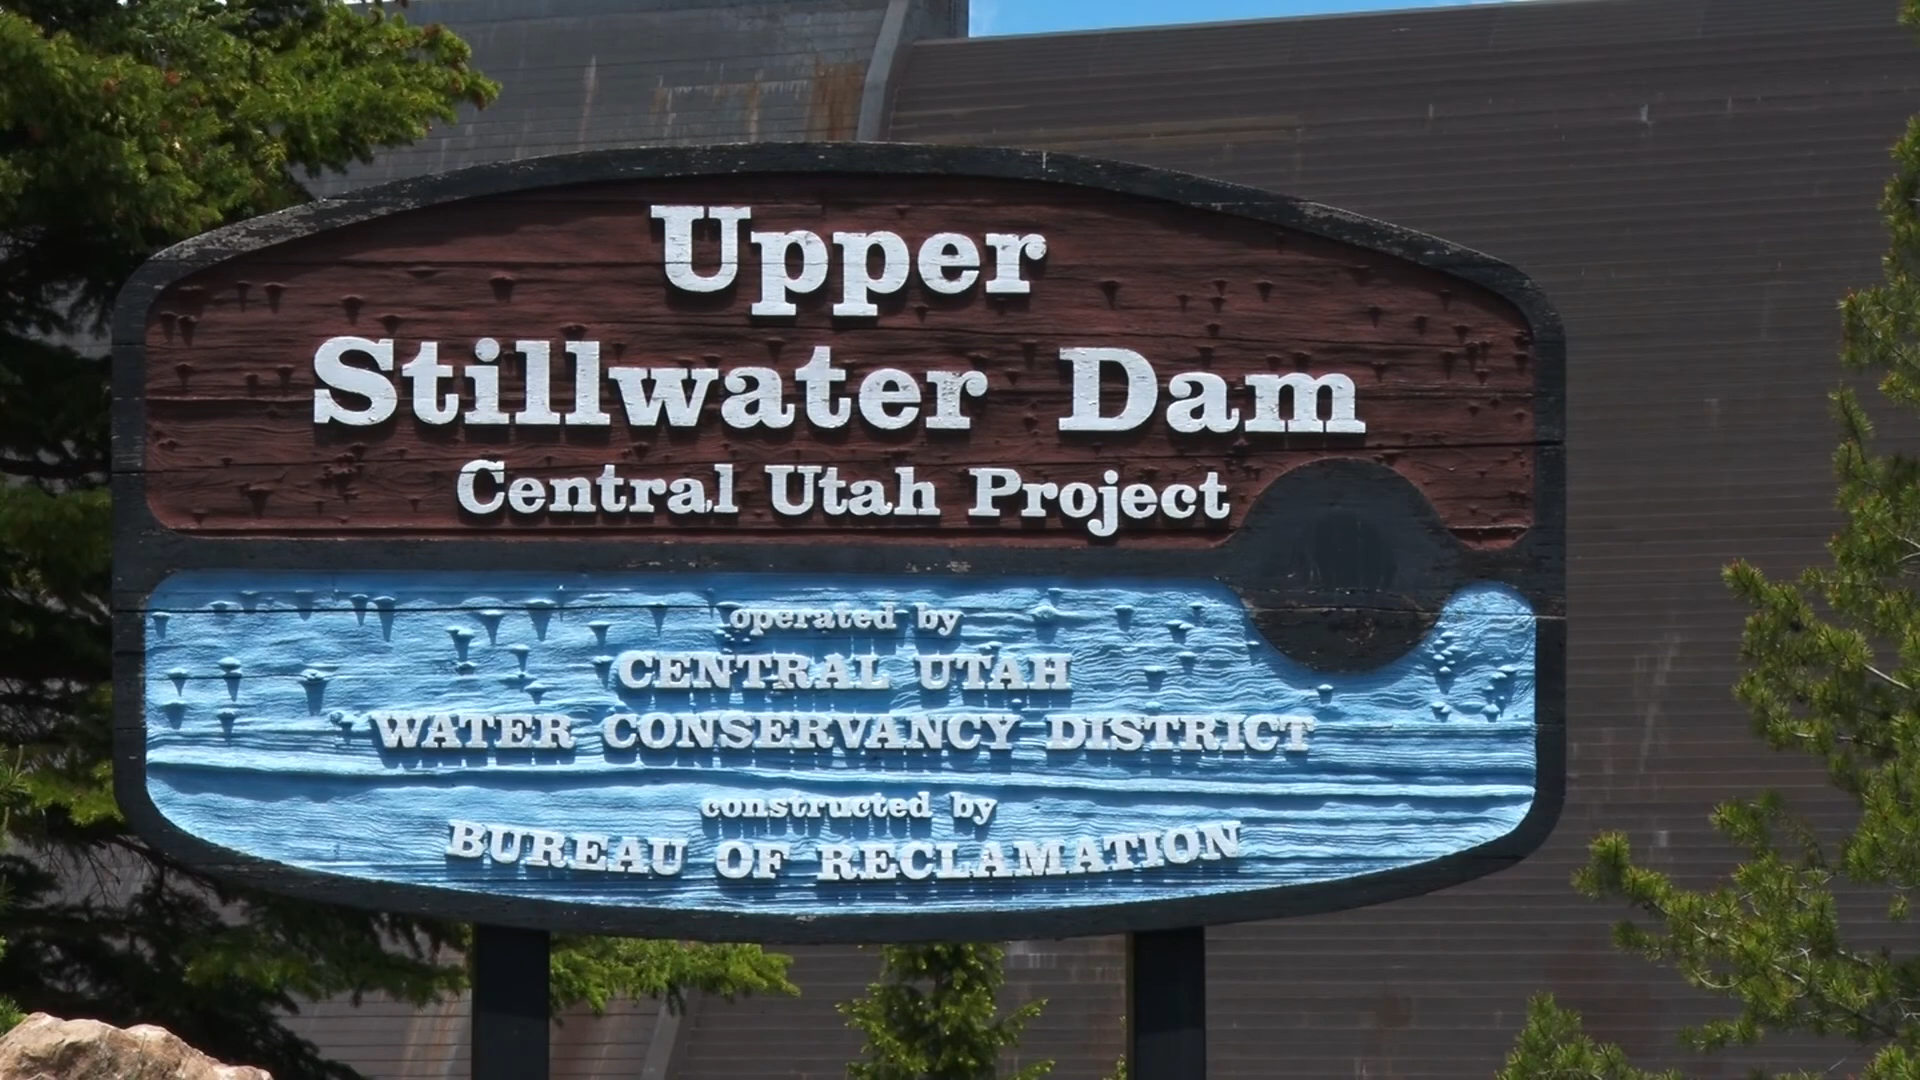 Upper
Stillwater Dam
Central Utah Project
operated by
CENTRAL UTAH
WATER CONSERVANCY DISTRICT
constructed by
BUREAU OF RECLAMATION